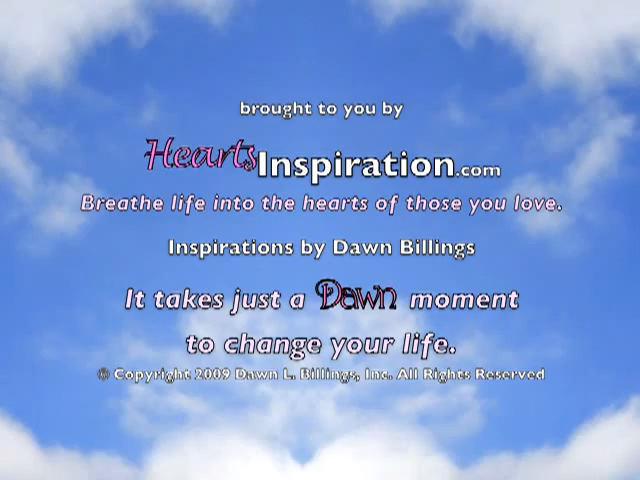 brought to you by
HeartsInspiration.com
Breathe life into the hearts of those you love.
Inspirations by Dawn Billings
It takes just a Dawn moment
to change your life.
© Copyright 2009 Dawn L. Billings, Inc. All Rights Reserved